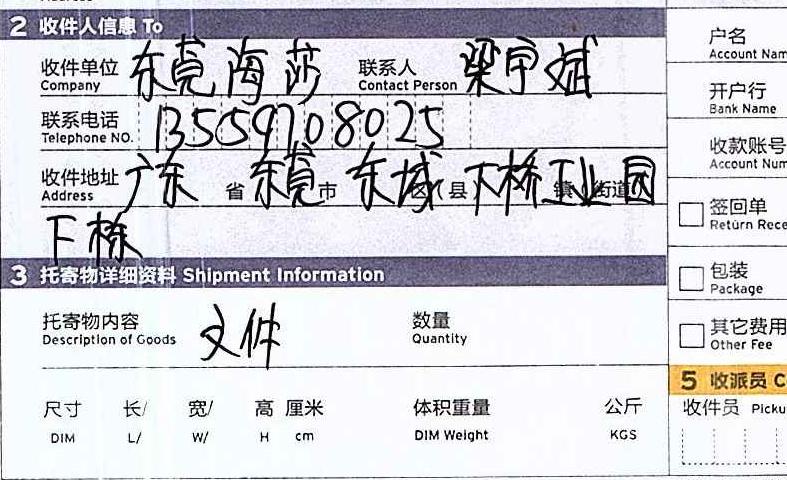 2 收件人信息 To
收件单位 东莞海莎 联系人 梁宇斌
Company Contact Person
联系电话 13559708025
Telephone NO.
收件地址 广东 省 东莞 市 东城 区(县) 下桥工业园 镇(街道)
Address
下桥
3 托寄物详细资料 Shipment Information
托寄物内容 文件 数量
Description of Goods Quantity
尺寸 长/ 宽/ 高 厘米 体积重量 公斤
DIM L/ W/ H cm DIM Weight KGS
户名
Account Nam
开户行
Bank Name
收款账号
Account Num
签回单
Return Rece
包装
Package
其它费用
Other Fee
5 收派员 C
收件员 Picku